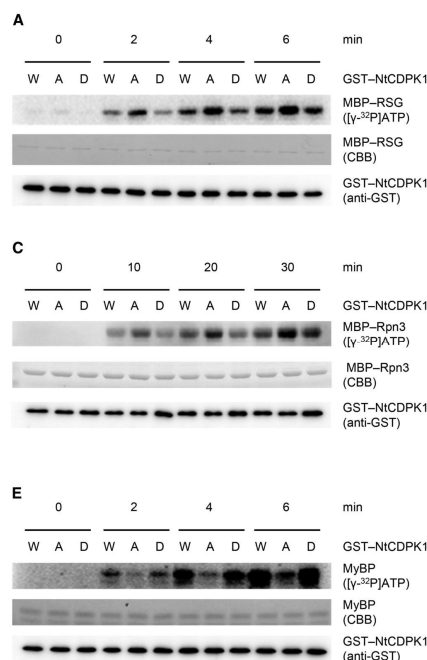 A
0 2 4 6 min
W A D W A D W A D W A D GST–NtCDPK1
MBP–RSG
([γ-³²P]ATP)
MBP–RSG
(CBB)
GST–NtCDPK1
(anti-GST)
C
0 10 20 30 min
W A D W A D W A D W A D GST–NtCDPK1
MBP–Rpn3
([γ-³²P]ATP)
MBP–Rpn3
(CBB)
GST–NtCDPK1
(anti-GST)
E
0 2 4 6 min
W A D W A D W A D W A D GST–NtCDPK1
MyBP
([γ-³²P]ATP)
MyBP
(CBB)
GST–NtCDPK1
(anti-GST)